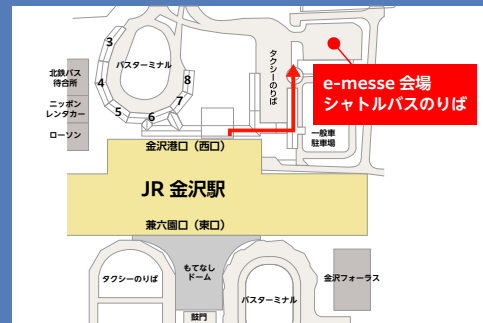 3
4
5
6
7
8
バスターミナル
北鉄バス
待合所
ニッポン
レンタカー
ローソン
タクシーのりば
e-messe 会場
シャトルバスのりば
一般車
駐車場
金沢港口（西口）
JR 金沢駅
兼六園口（東口）
タクシーのりば
もてなし
ドーム
鼓門
バスターミナル
金沢フォーラス